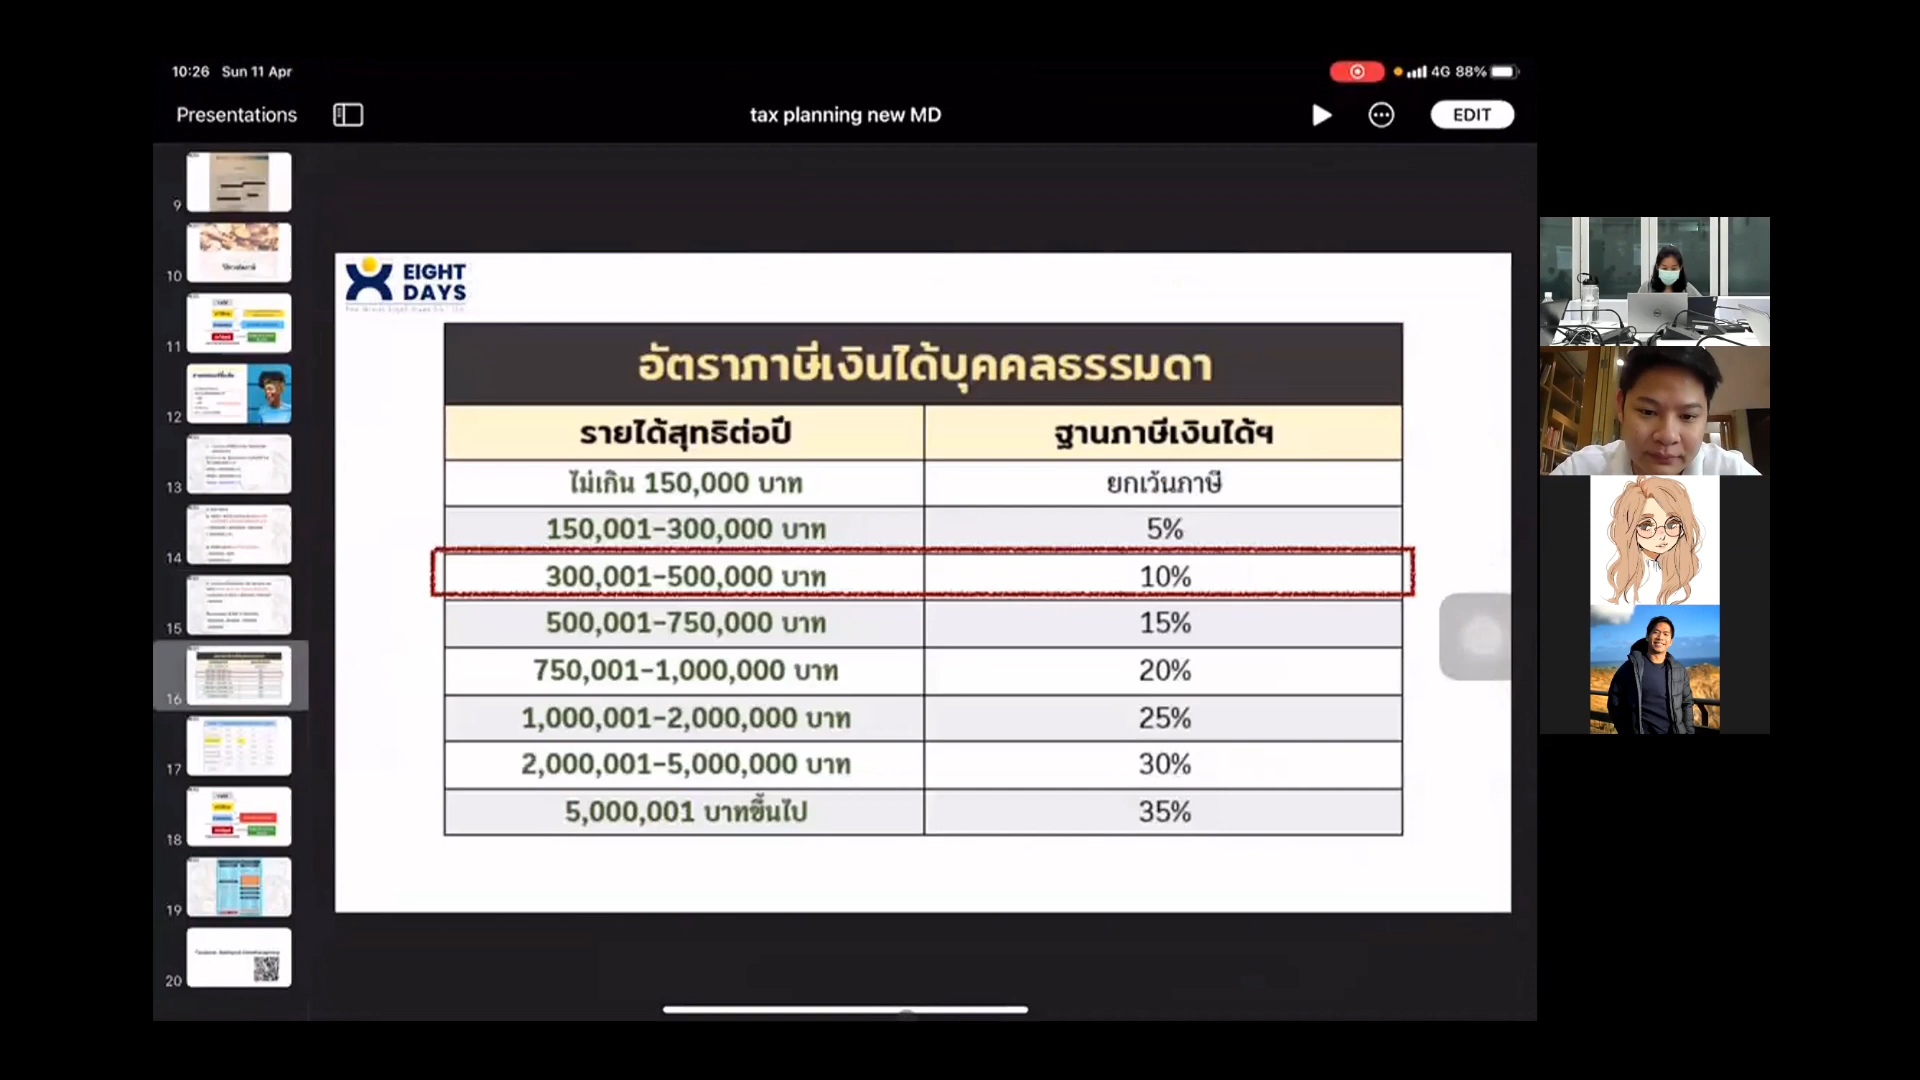 10:26 Sun 11 Apr
4G 88%
Presentations
tax planning new MD
EDIT
9
10
11
12
13
14
15
16
17
18
19
20
EIGHT
DAYS
อัตราภาษีเงินได้บุคคลธรรมดา
รายได้สุทธิต่อปี ฐานภาษีเงินได้ฯ
ไม่เกิน 150,000 บาท ยกเว้นภาษี
150,001-300,000 บาท 5%
300,001-500,000 บาท 10%
500,001-750,000 บาท 15%
750,001-1,000,000 บาท 20%
1,000,001-2,000,000 บาท 25%
2,000,001-5,000,000 บาท 30%
5,000,001 บาทขึ้นไป 35%